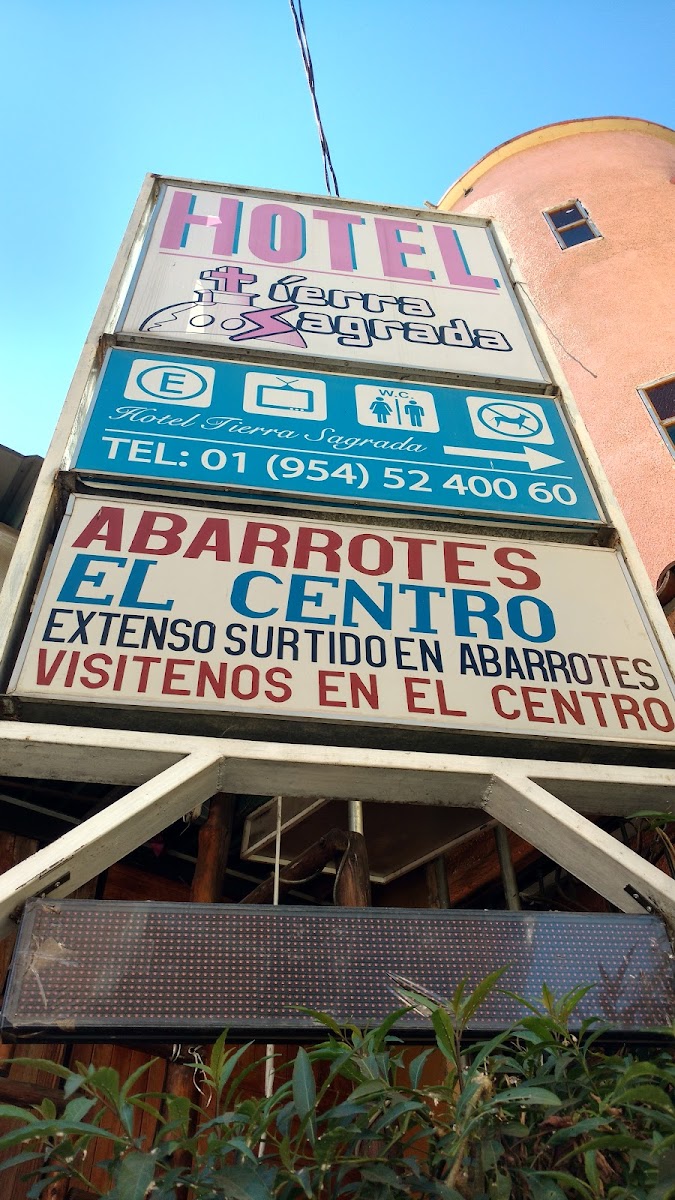 HOTEL
tierra
Sagrada
E
W.C.
Hotel Tierra Sagrada
TEL: 01 (954) 52 400 60
ABARROTES
EL CENTRO
EXTENSO SURTIDO EN ABARROTES
VISITENOS EN EL CENTRO